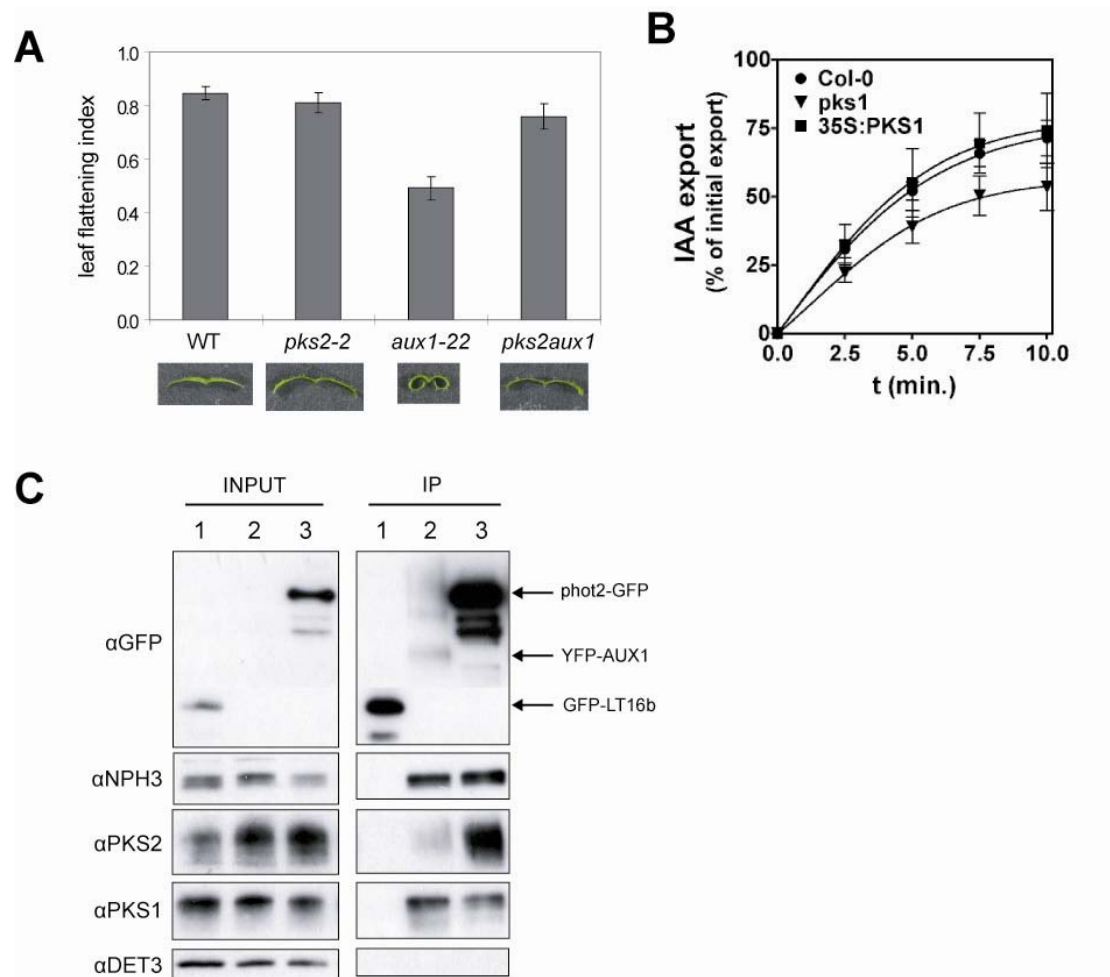 A
leaf flattening index
1.0
0.8
0.6
0.4
0.2
0.0
WT pks2-2 aux1-22 pks2aux1
B
IAA export
(% of initial export)
100
75
50
25
0
Col-0
pks1
35S:PKS1
0.0 2.5 5.0 7.5 10.0
t (min.)
C
INPUT IP
1 2 3 1 2 3
αGFP
phot2-GFP
YFP-AUX1
GFP-LT16b
αNPH3
αPKS2
αPKS1
αDET3